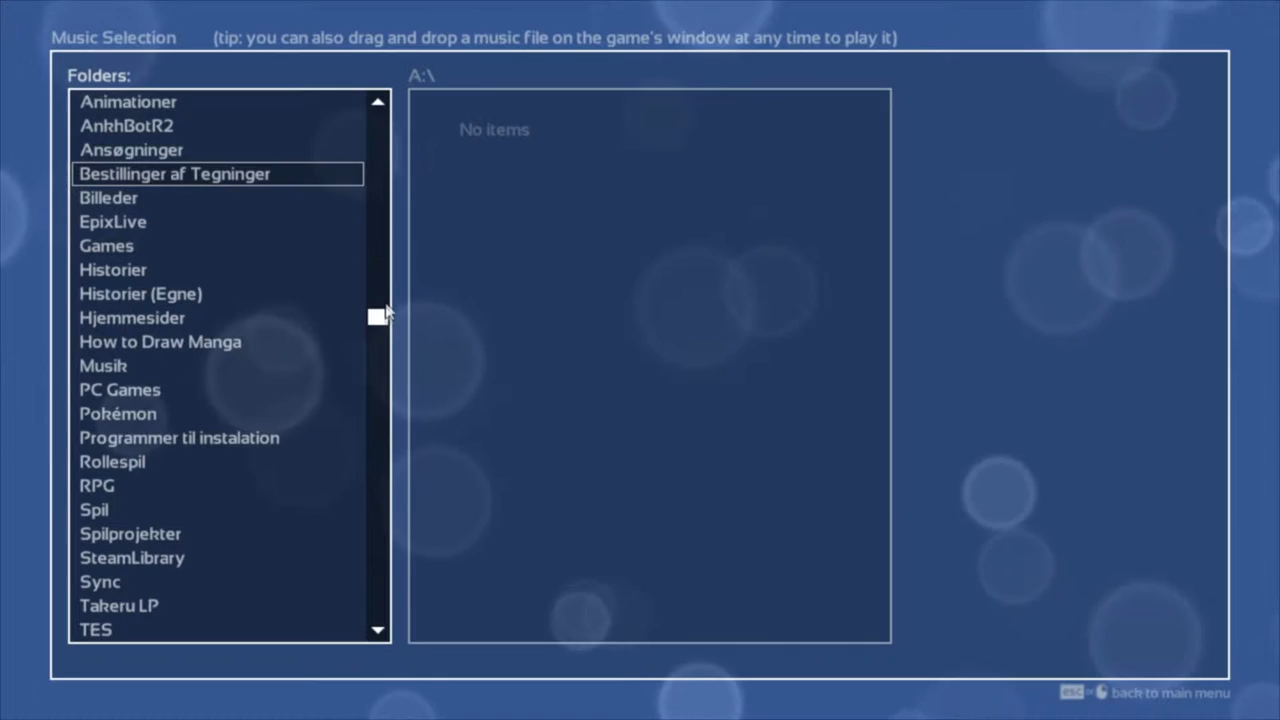 Music Selection (tip: you can also drag and drop a music file on the game's window at any time to play it)
Folders:
A:\
Animationer
AnkhBotR2
Ansøgninger
Bestillinger af Tegninger
Billeder
EpixLive
Games
Historier
Historier (Egne)
Hjemmesider
How to Draw Manga
Musik
PC Games
Pokémon
Programmer til instalation
Rollespil
RPG
Spil
Spilprojekter
SteamLibrary
Sync
Takeru LP
TES
No items
esc or back to main menu